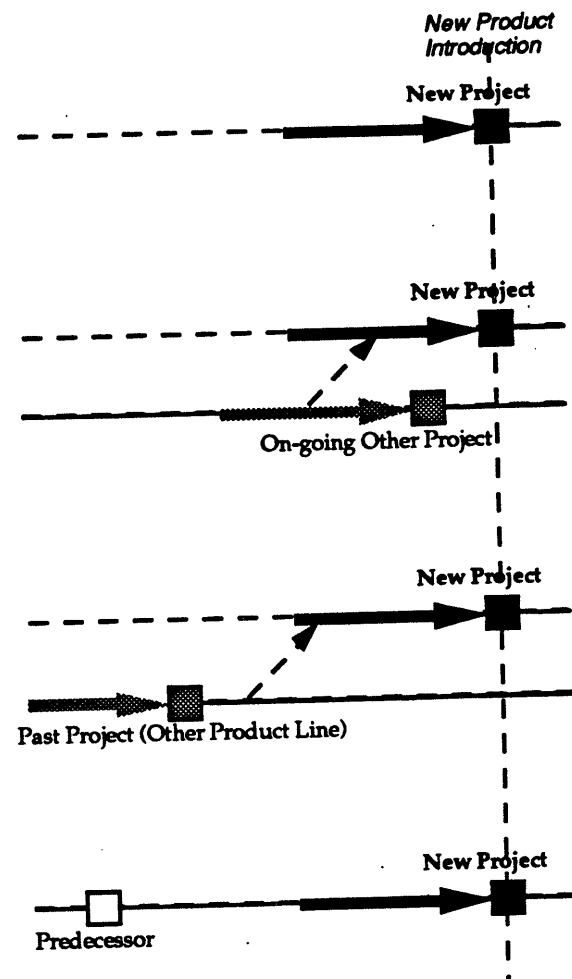 New Product
Introduction
New Project
New Project
On-going Other Project
New Project
Past Project (Other Product Line)
New Project
Predecessor